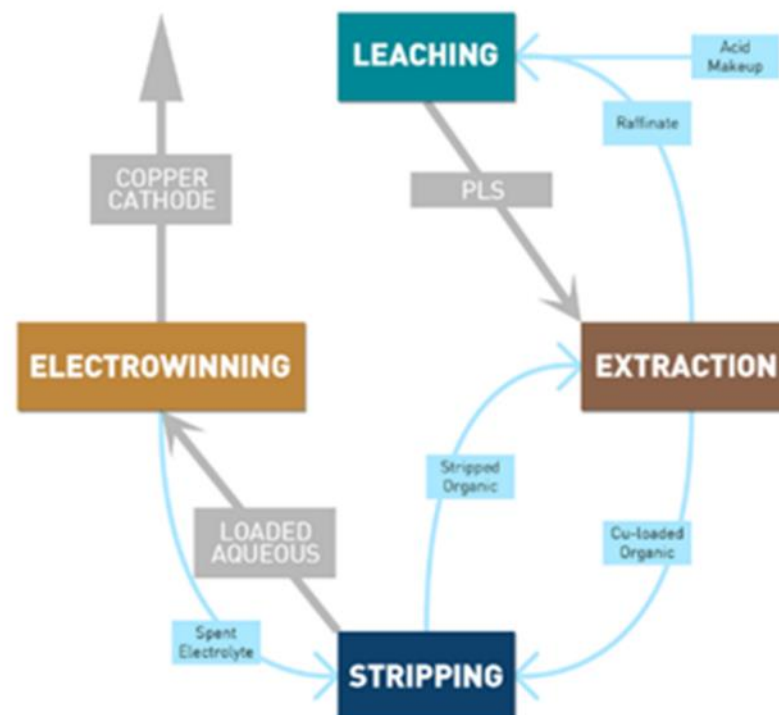 LEACHING
Acid
Makeup
Raffinate
COPPER
CATHODE
PLS
ELECTROWINNING
EXTRACTION
Stripped
Organic
LOADED
AQUEOUS
Cu-loaded
Organic
Spent
Electrolyte
STRIPPING